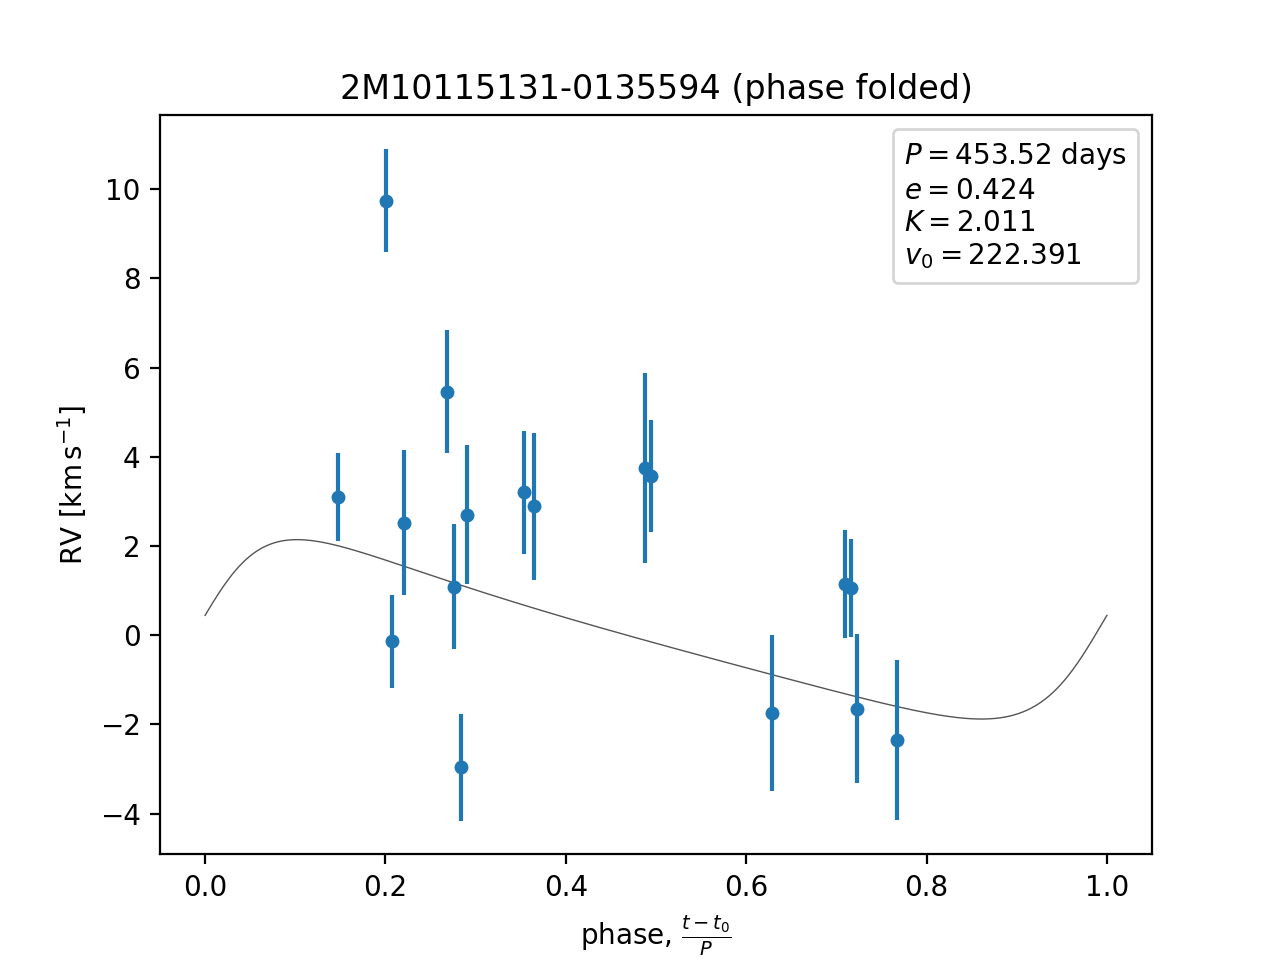 2M10115131-0135594 (phase folded)
P = 453.52 days
e = 0.424
K = 2.011
v₀ = 222.391
10
8
6
4
2
0
−2
−4
RV [km s⁻¹]
0.0 0.2 0.4 0.6 0.8 1.0
phase, (t − t₀)/P